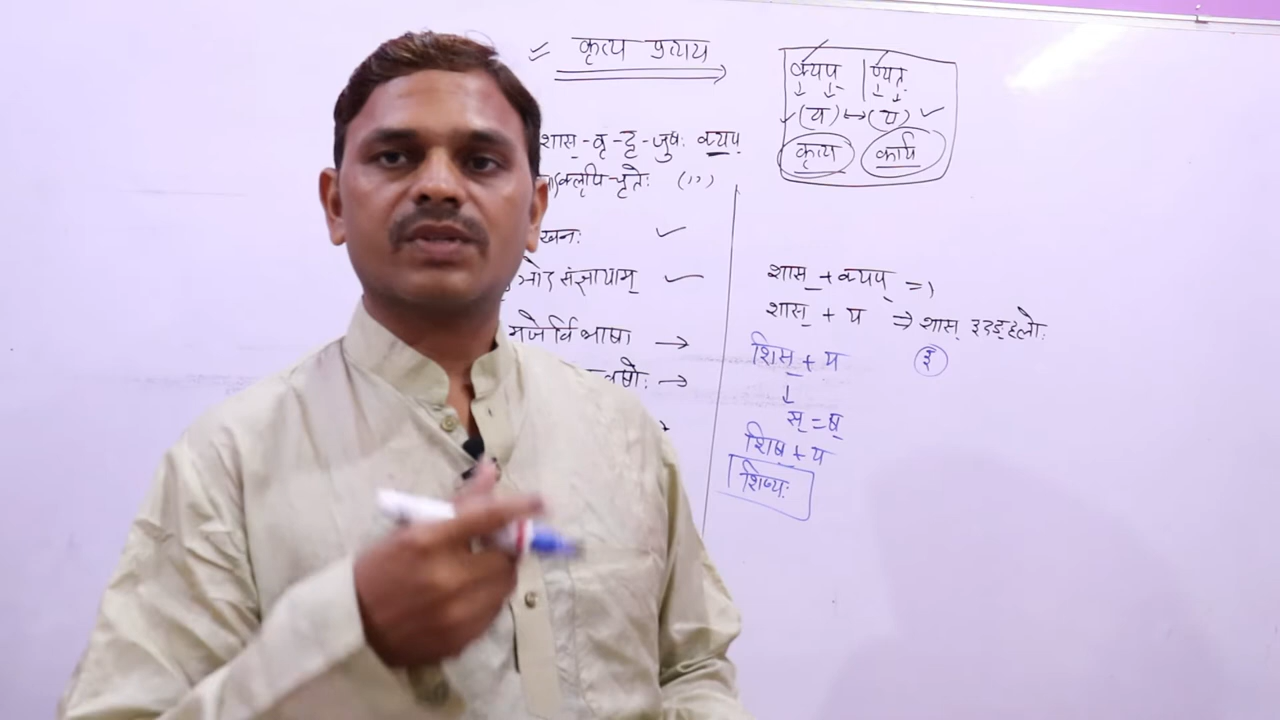 कृत्य प्रत्यय
क्यप् | ण्यत्
(य) ↔ (य)
कृत्य कार्य
शास्-वृ-दृ-जुषः क्यप्
क्लृपि-चृतेः (,,)
खनः
संज्ञायाम्
मृजेर्विभाषा →
शास् + क्यप् =)
शास् + य ⇒ शास् इदङ्हलोः
शिस् + य
इ
↓
स् = ष्
शिष् + य
शिष्यः